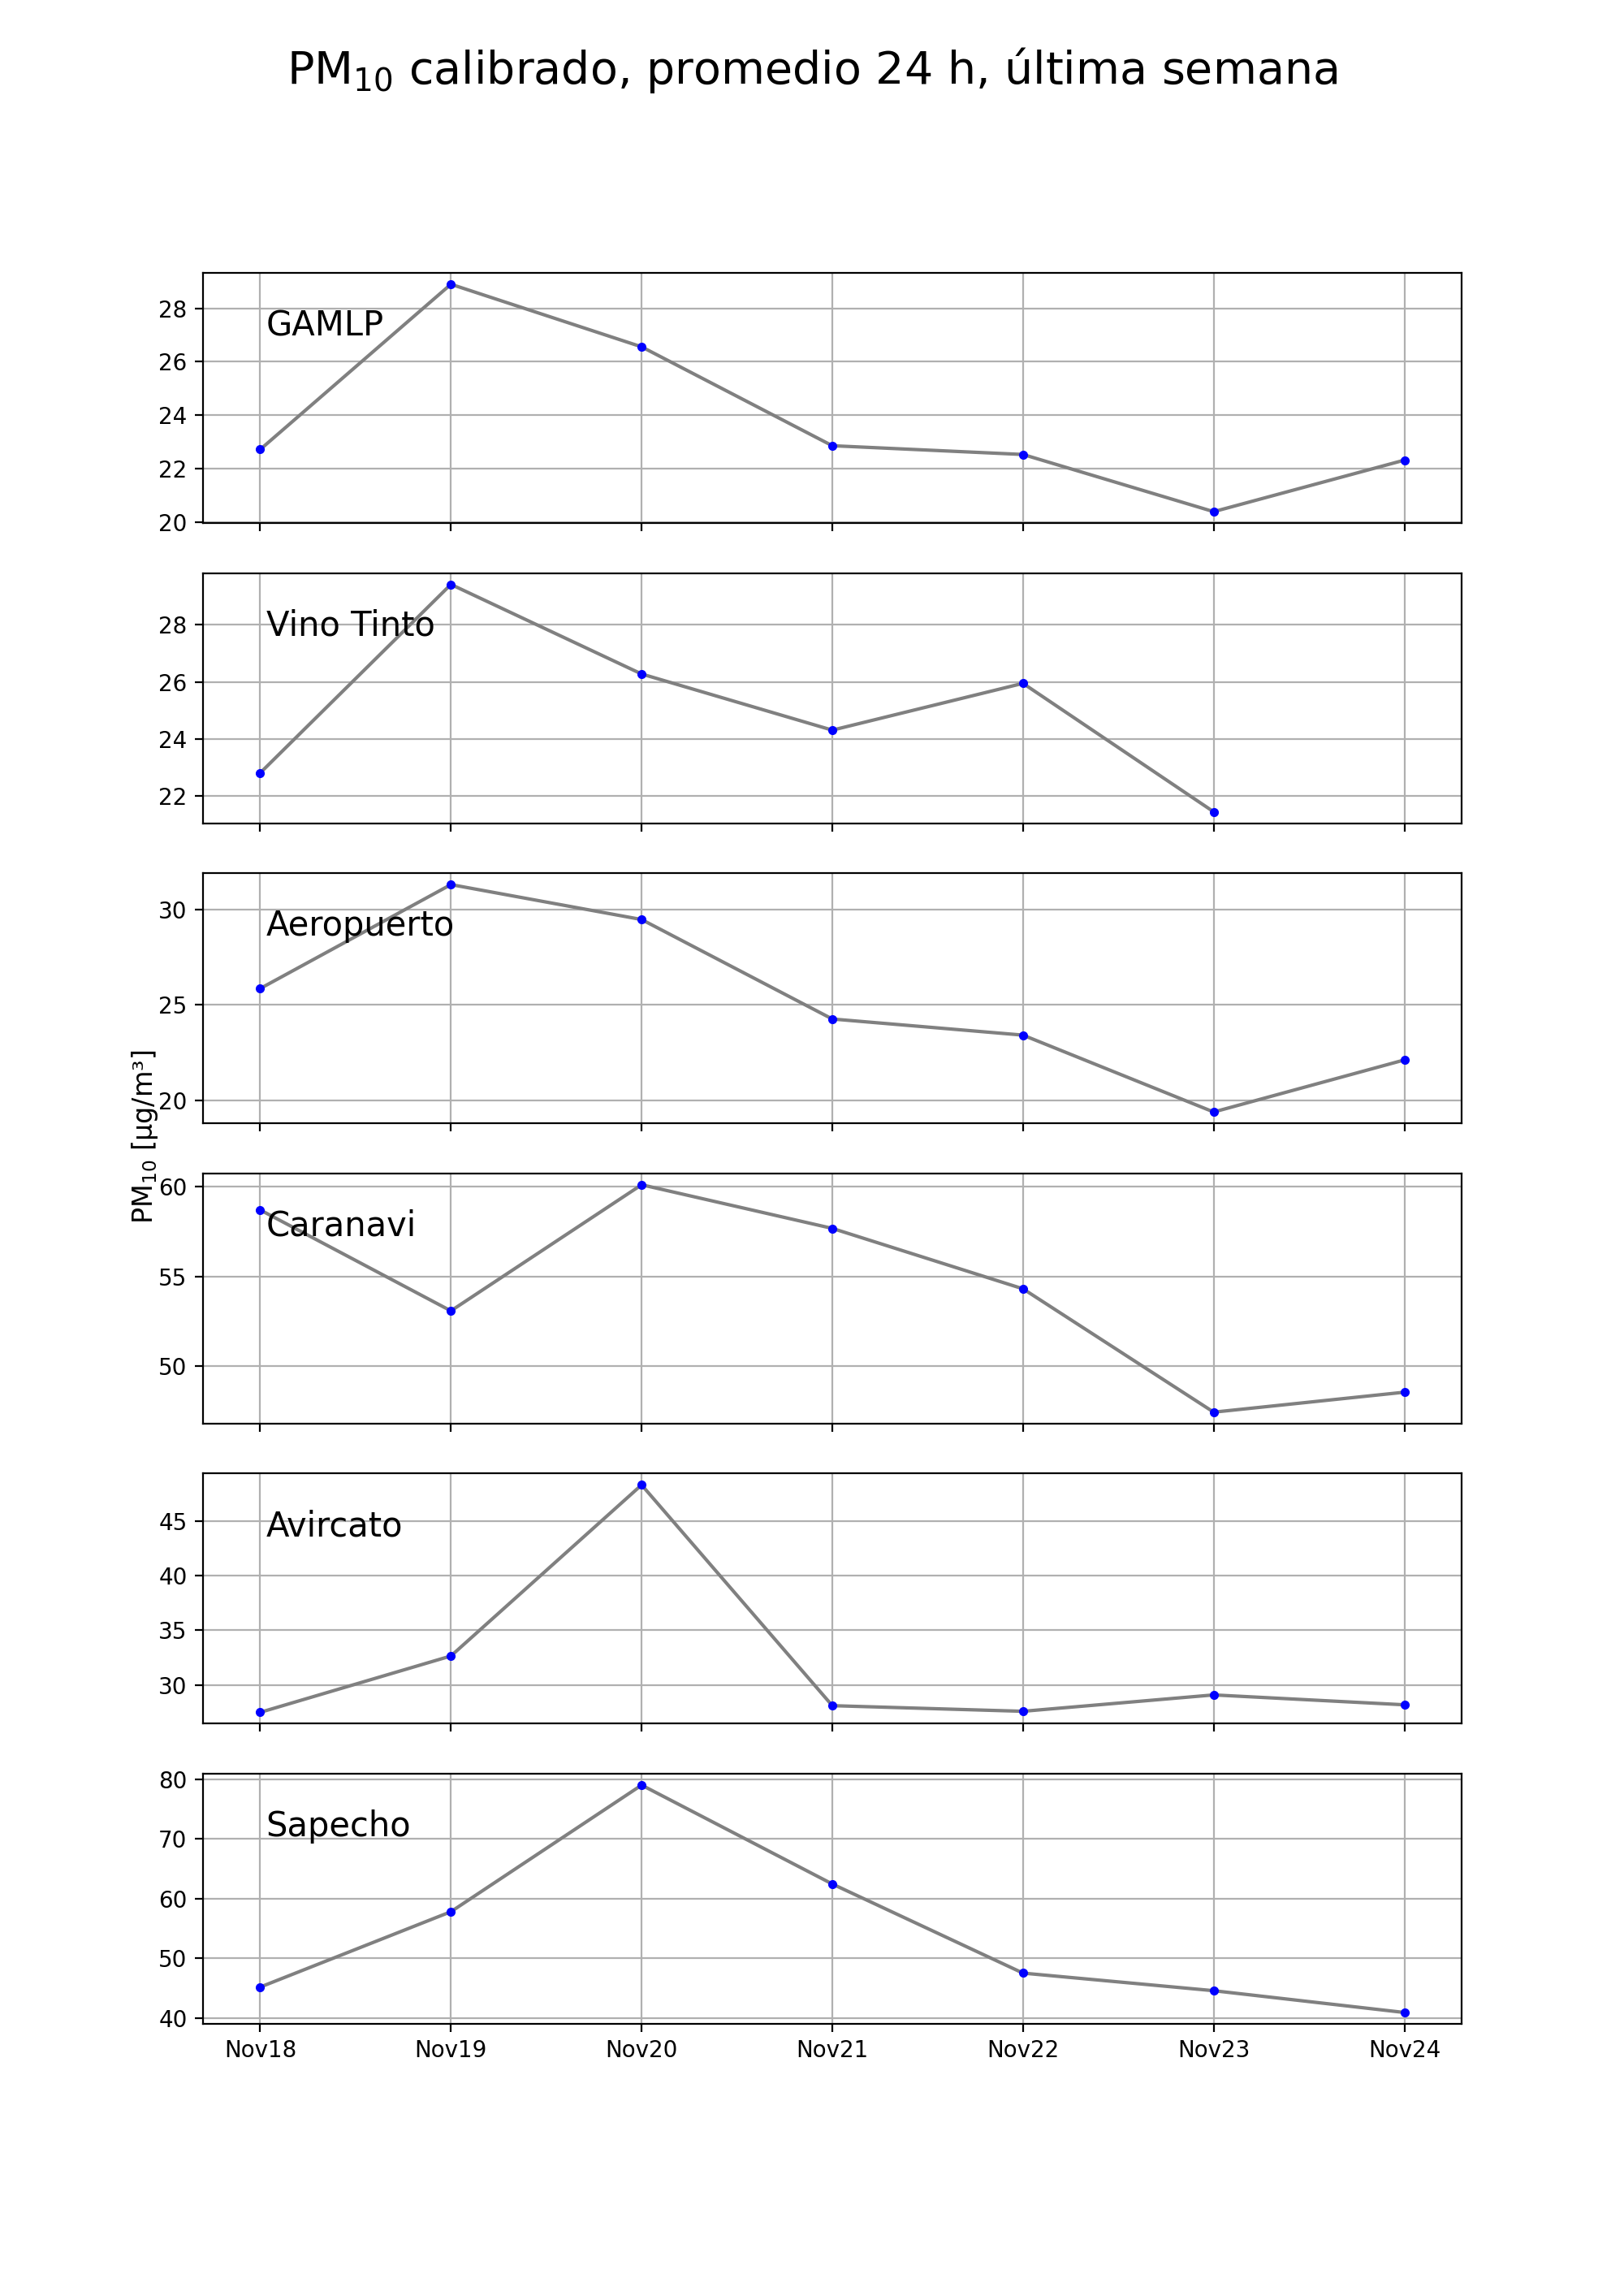 PM₁₀ calibrado, promedio 24 h, última semana
28
26
24
22
20
GAMLP
28
26
24
22
Vino Tinto
30
25
20
Aeropuerto
PM₁₀ [µg/m³]
60
55
50
Caranavi
45
40
35
30
Avircato
80
70
60
50
40
Sapecho
Nov18 Nov19 Nov20 Nov21 Nov22 Nov23 Nov24